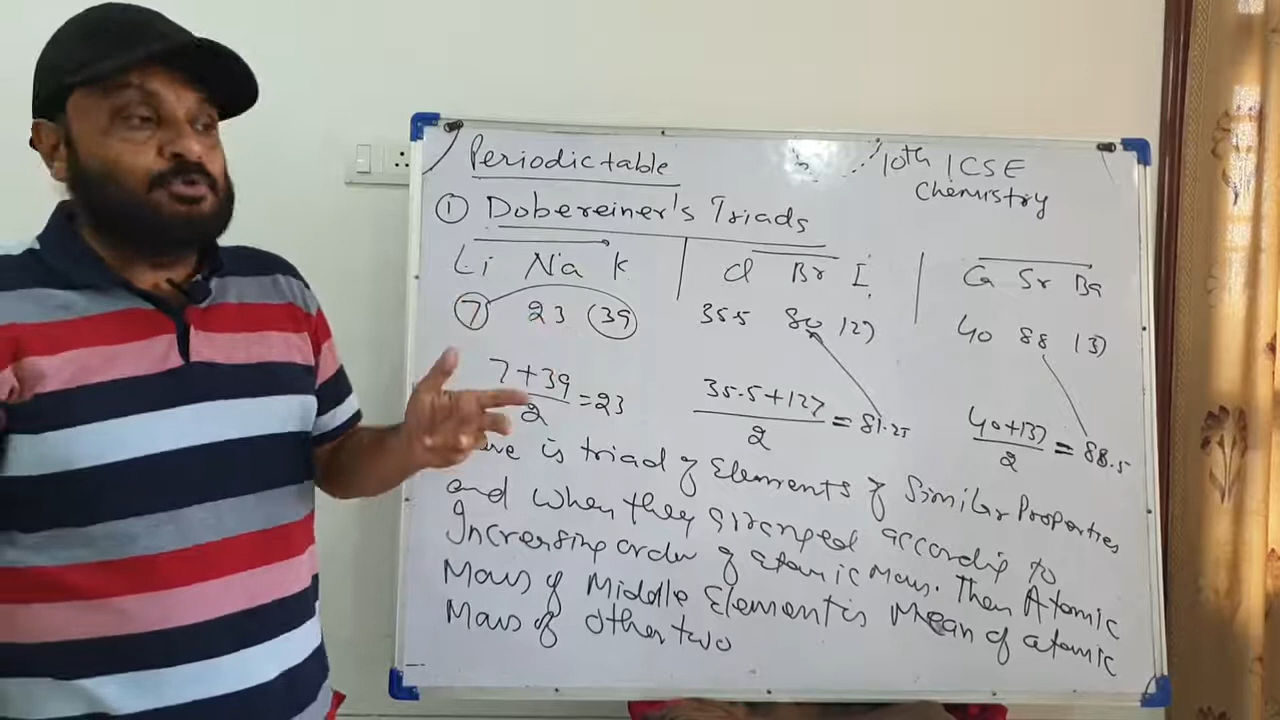 Periodic table
10th ICSE
Chemistry
① Dobereiner's Triads
Li Na K
7 23 39
7+39
2
=23
Cl Br I
35.5 80 127
35.5+127
2
= 81.25
Ca Sr Ba
40 88 137
40+137
2
= 88.5
is triad of Elements of Similar Properties
and when they arranged according to
Increasing order of atomic Mass. Then Atomic
Mass of Middle Element is Mean of atomic
Mass of other two